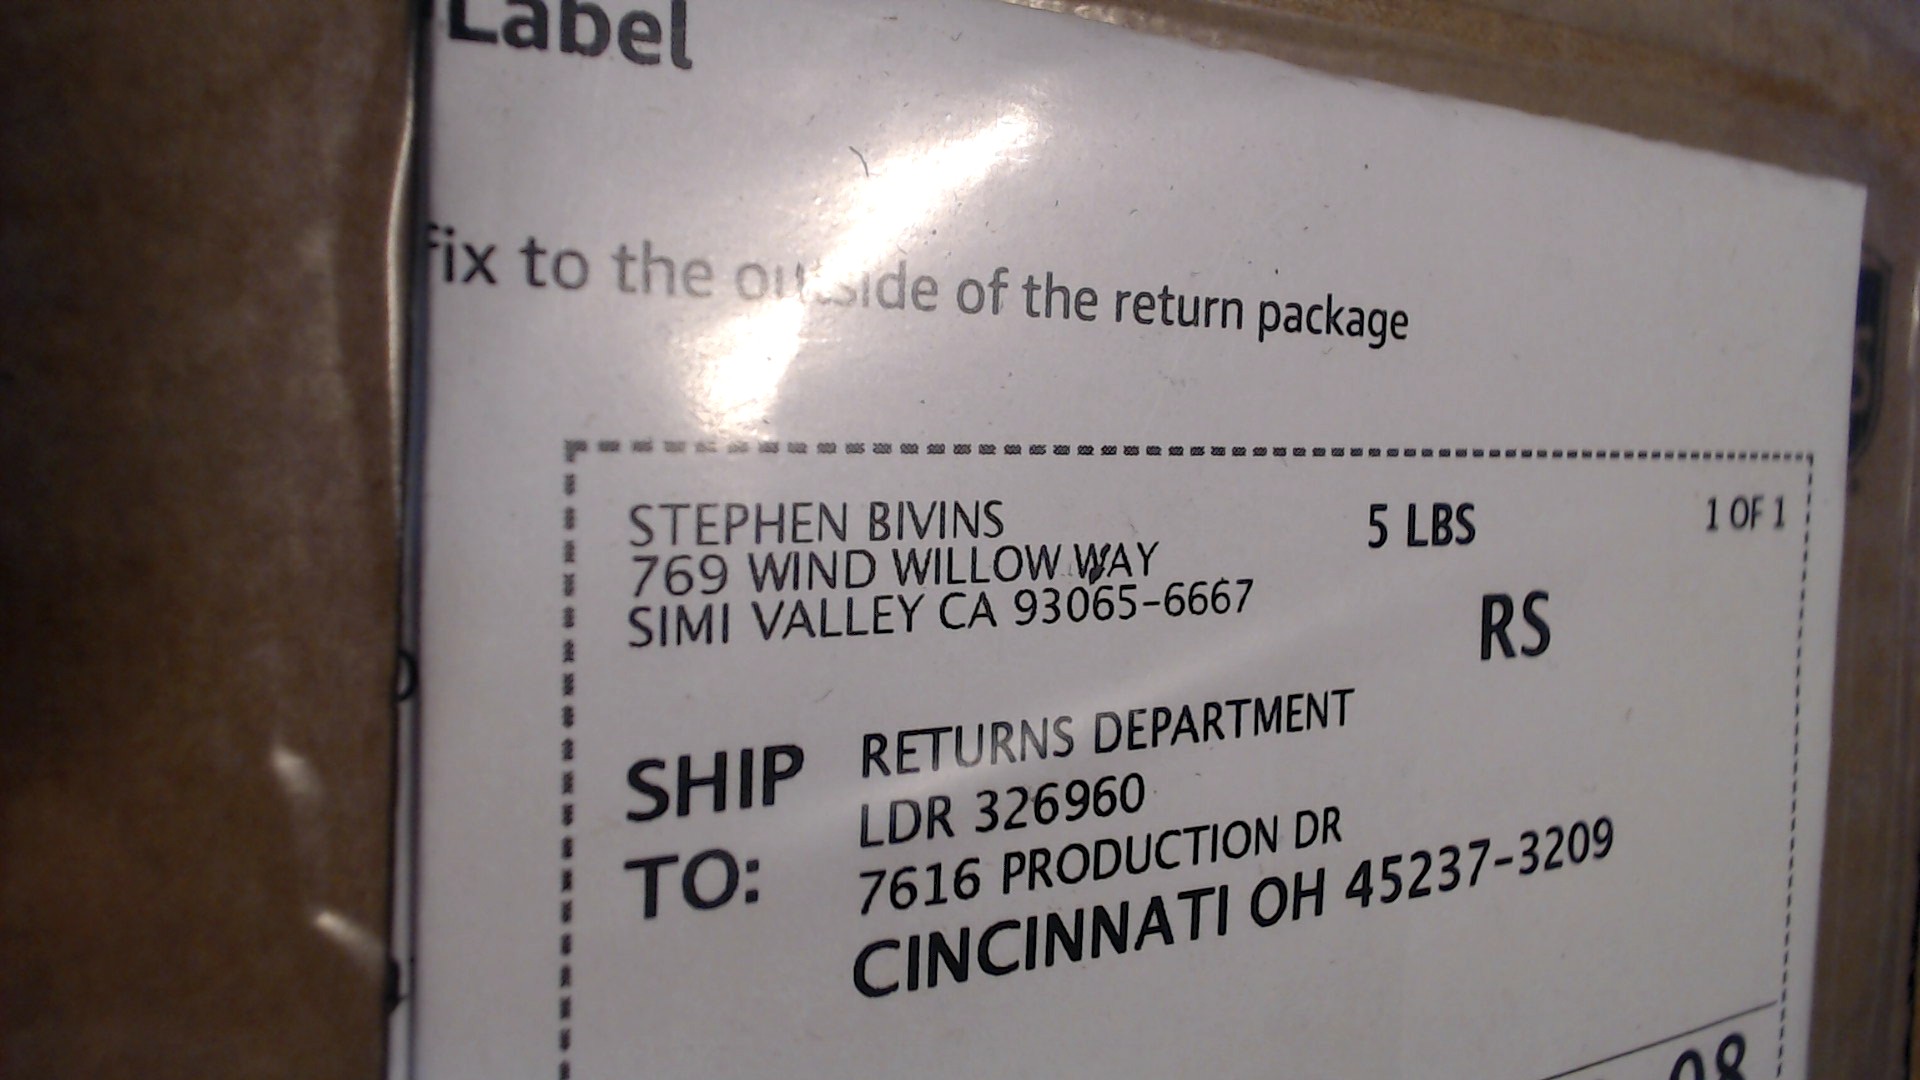 Label
fix to the outside of the return package
STEPHEN BIVINS
769 WIND WILLOW WAY
SIMI VALLEY CA 93065-6667
5 LBS
1 OF 1
RS
SHIP TO:
RETURNS DEPARTMENT
LDR 326960
7616 PRODUCTION DR
CINCINNATI OH 45237-3209